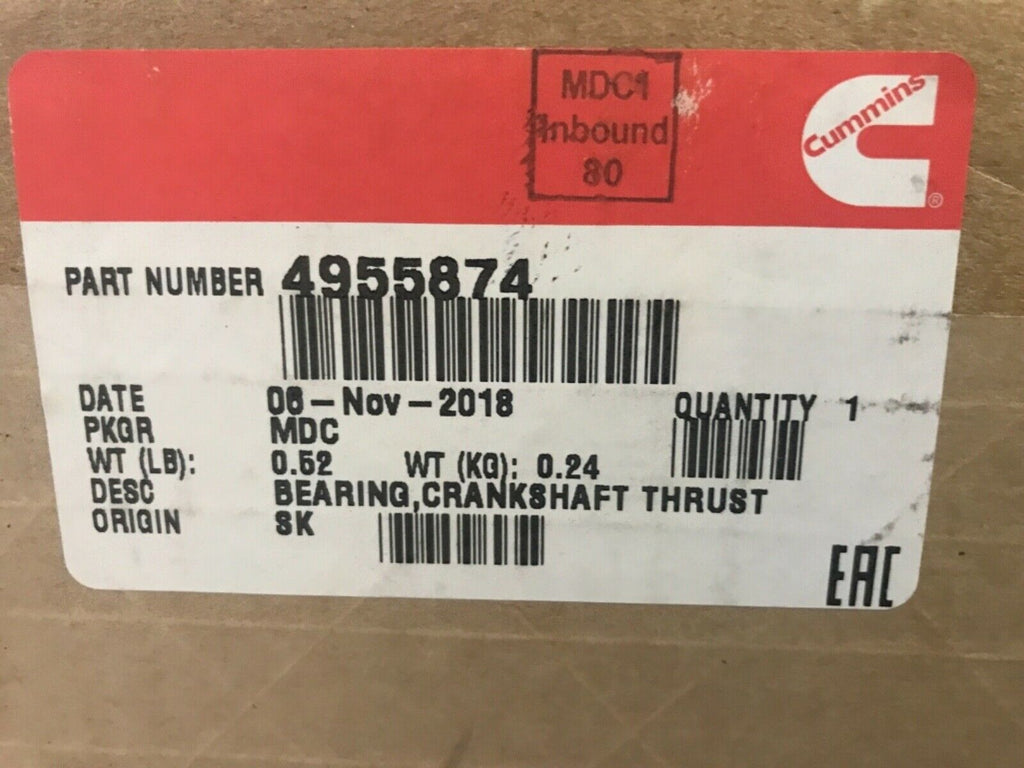 MDC1
Inbound
80
Cummins
®
PART NUMBER 4955874
DATE 06-Nov-2018 QUANTITY 1
PKGR MDC
WT (LB): 0.52 WT (KG): 0.24
DESC BEARING,CRANKSHAFT THRUST
ORIGIN SK
EAC